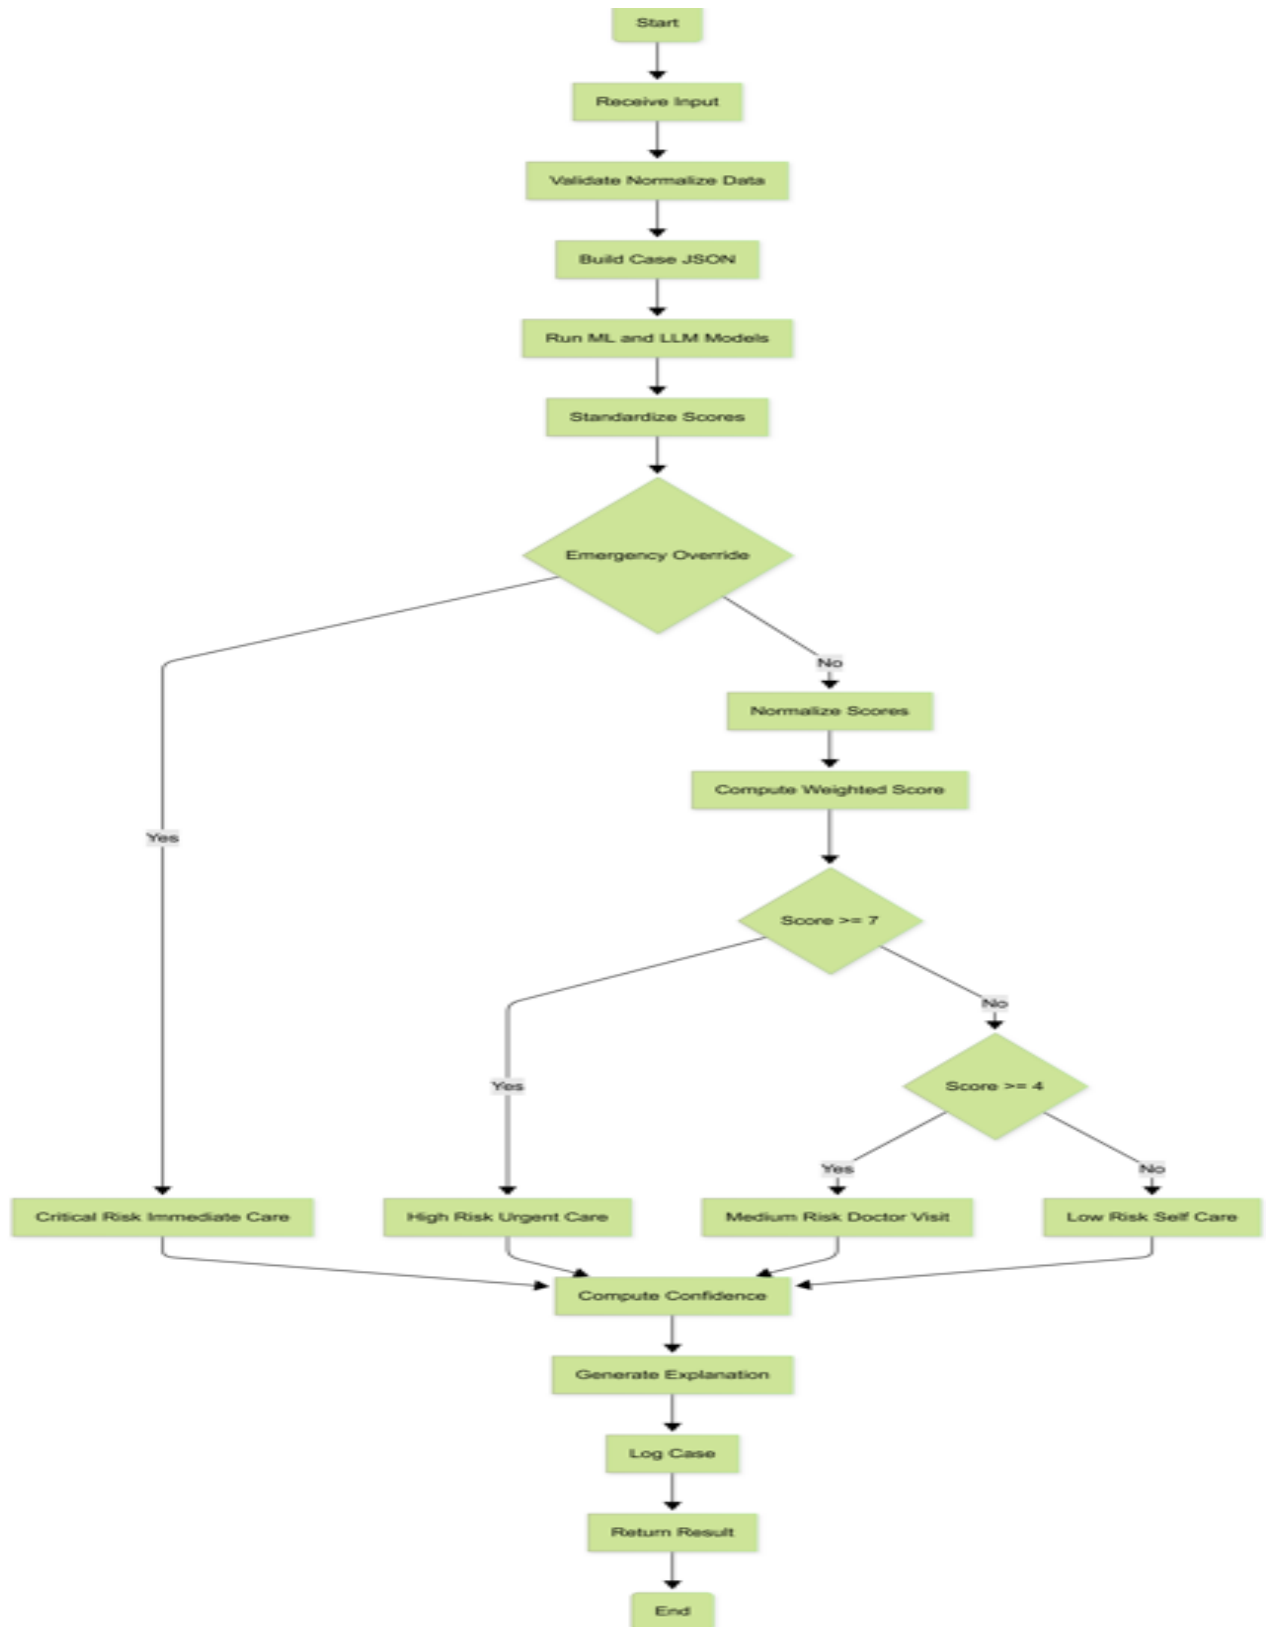 Start
Receive Input
Validate Normalize Data
Build Case JSON
Run ML and LLM Models
Standardize Scores
Emergency Override
No
Normalize Scores
Compute Weighted Score
Yes
Score >= 7
No
Yes
Score >= 4
Yes
No
Critical Risk Immediate Care
High Risk Urgent Care
Medium Risk Doctor Visit
Low Risk Self Care
Compute Confidence
Generate Explanation
Log Case
Return Result
End